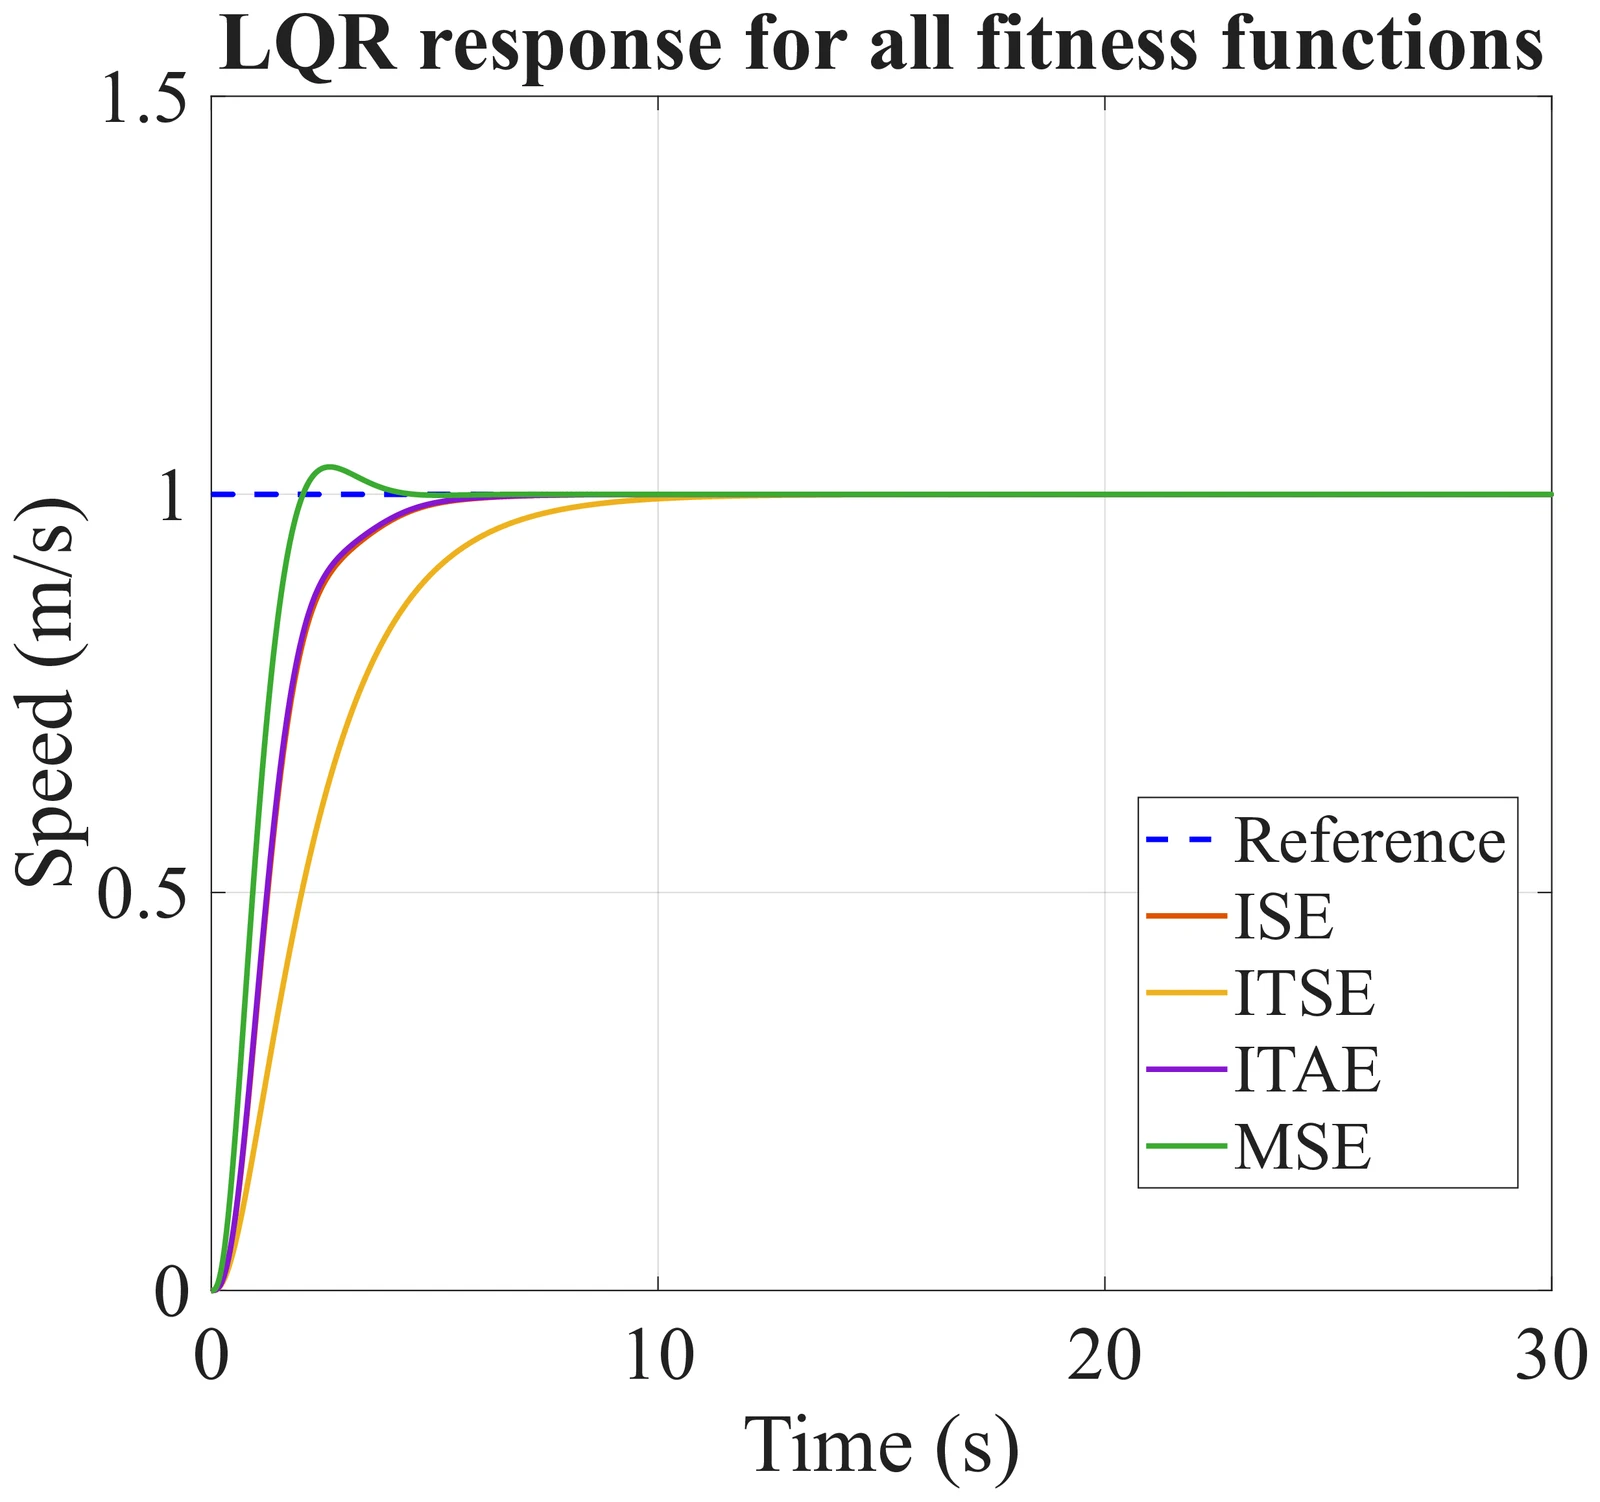 LQR response for all fitness functions
1.5
1
0.5
0
Speed (m/s)
0 10 20 30
Time (s)
Reference
ISE
ITSE
ITAE
MSE